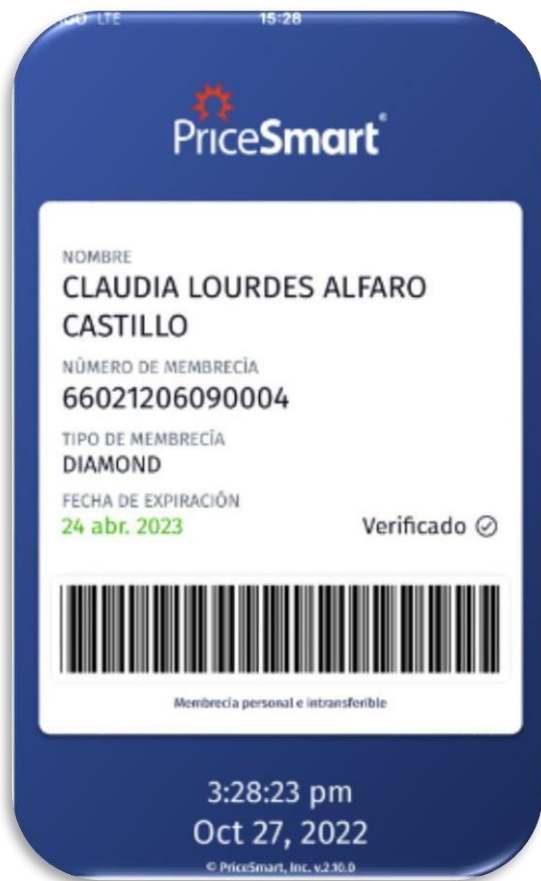 LTE 15:28
PriceSmart
NOMBRE
CLAUDIA LOURDES ALFARO
CASTILLO
NÚMERO DE MEMBRECÍA
66021206090004
TIPO DE MEMBRECÍA
DIAMOND
FECHA DE EXPIRACIÓN
24 abr. 2023 Verificado
Membrecía personal e intransferible
3:28:23 pm
Oct 27, 2022
© PriceSmart, Inc. v.2.10.0